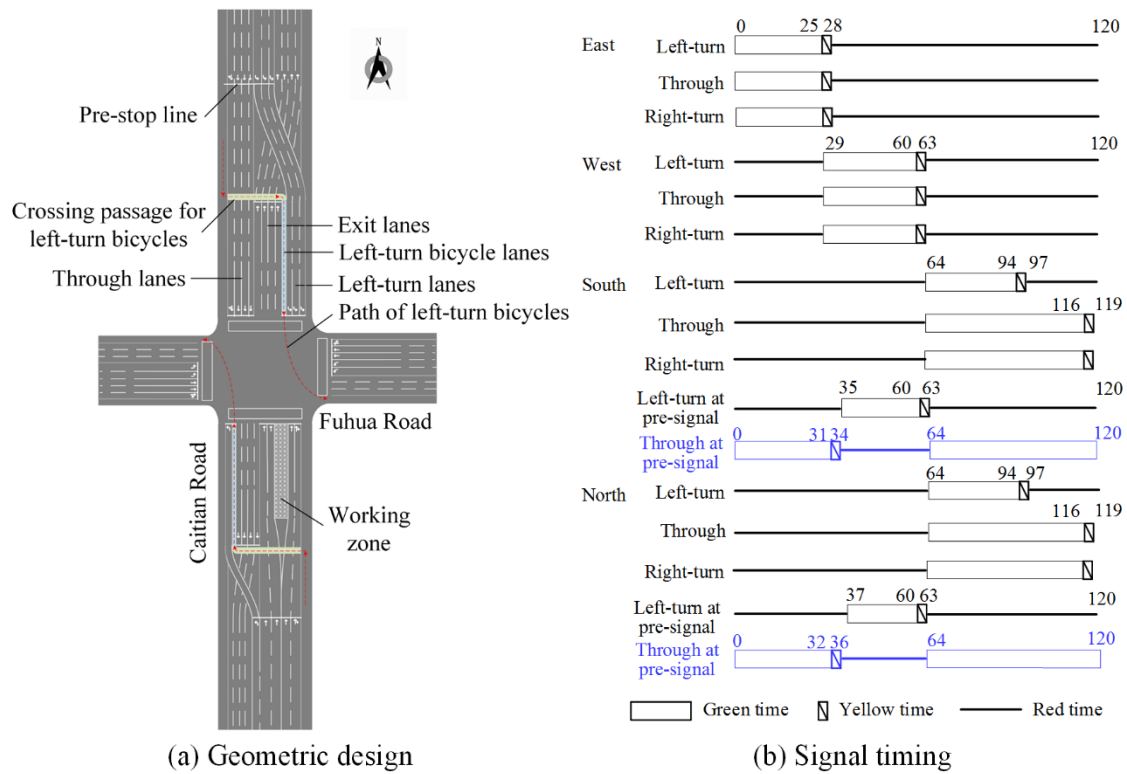 N
Pre-stop line
Crossing passage for
left-turn bicycles
Through lanes
Exit lanes
Left-turn bicycle lanes
Left-turn lanes
Path of left-turn bicycles
Fuhua Road
Caitian Road
Working
zone
(a) Geometric design
0 25 28 120
East Left-turn
Through
Right-turn
29 60 63 120
West Left-turn
Through
Right-turn
64 94 97
South Left-turn
116 119
Through
Right-turn
35 60 63 120
Left-turn at
pre-signal
0 31 34 64 120
Through at
pre-signal
64 94 97
North Left-turn
116 119
Through
Right-turn
37 60 63 120
Left-turn at
pre-signal
0 32 36 64 120
Through at
pre-signal
Green time Yellow time Red time
(b) Signal timing